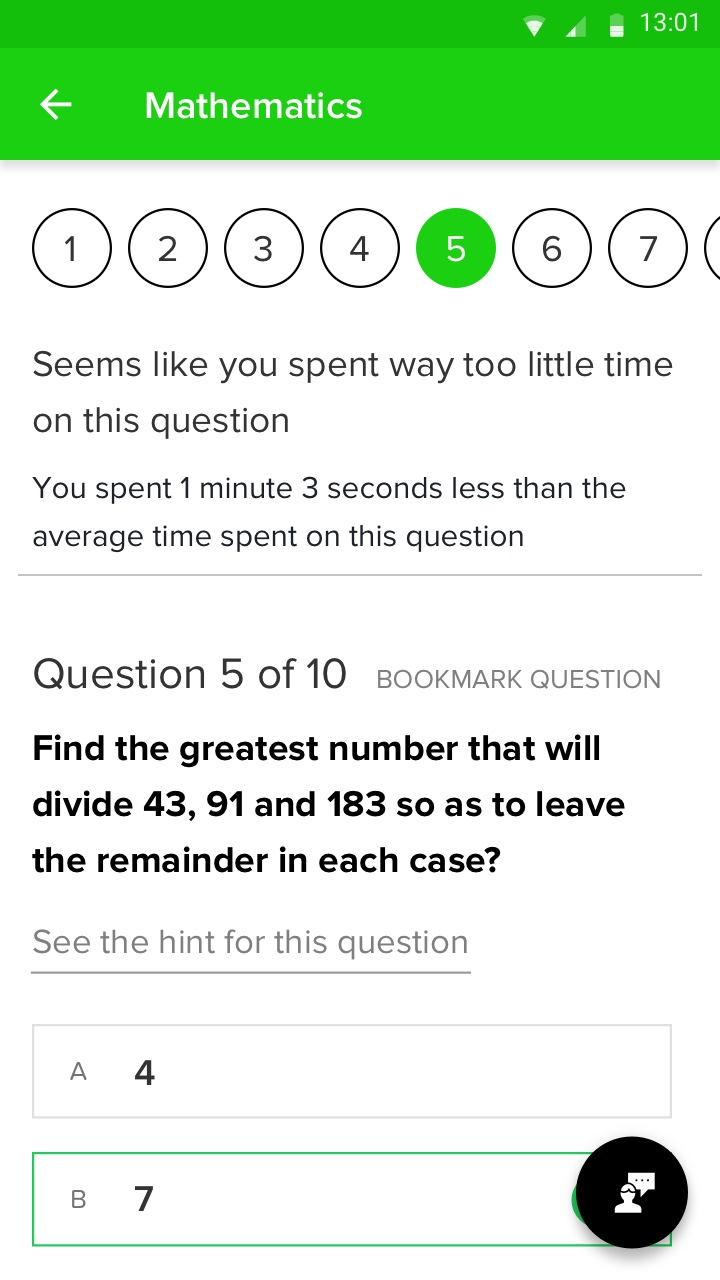 13:01
Mathematics
1 2 3 4 5 6 7
Seems like you spent way too little time
on this question
You spent 1 minute 3 seconds less than the
average time spent on this question
Question 5 of 10 BOOKMARK QUESTION
Find the greatest number that will
divide 43, 91 and 183 so as to leave
the remainder in each case?
See the hint for this question
A 4
B 7